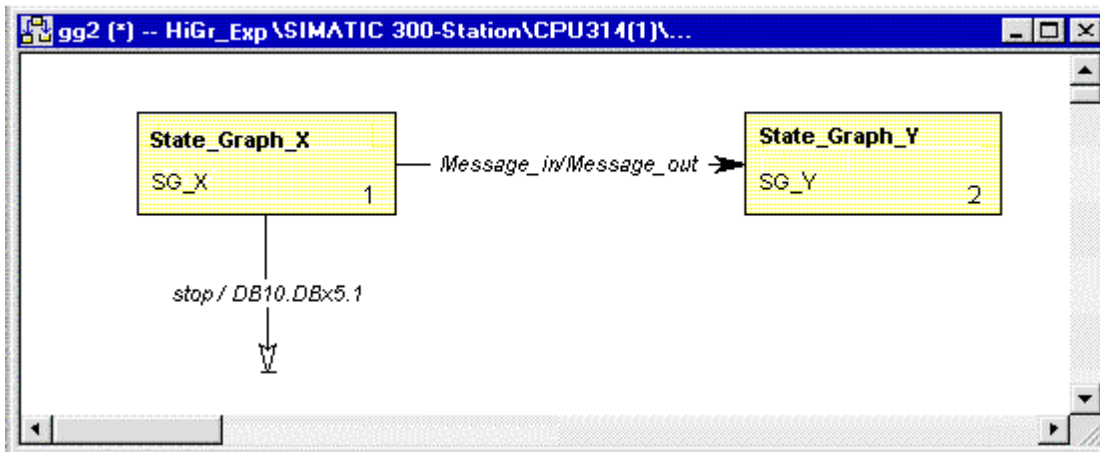 gg2 (*) -- HiGr_Exp\SIMATIC 300-Station\CPU314(1)\...
State_Graph_X
SG_X
1
Message_in/Message_out
State_Graph_Y
SG_Y
2
stop / DB10.DBx5.1